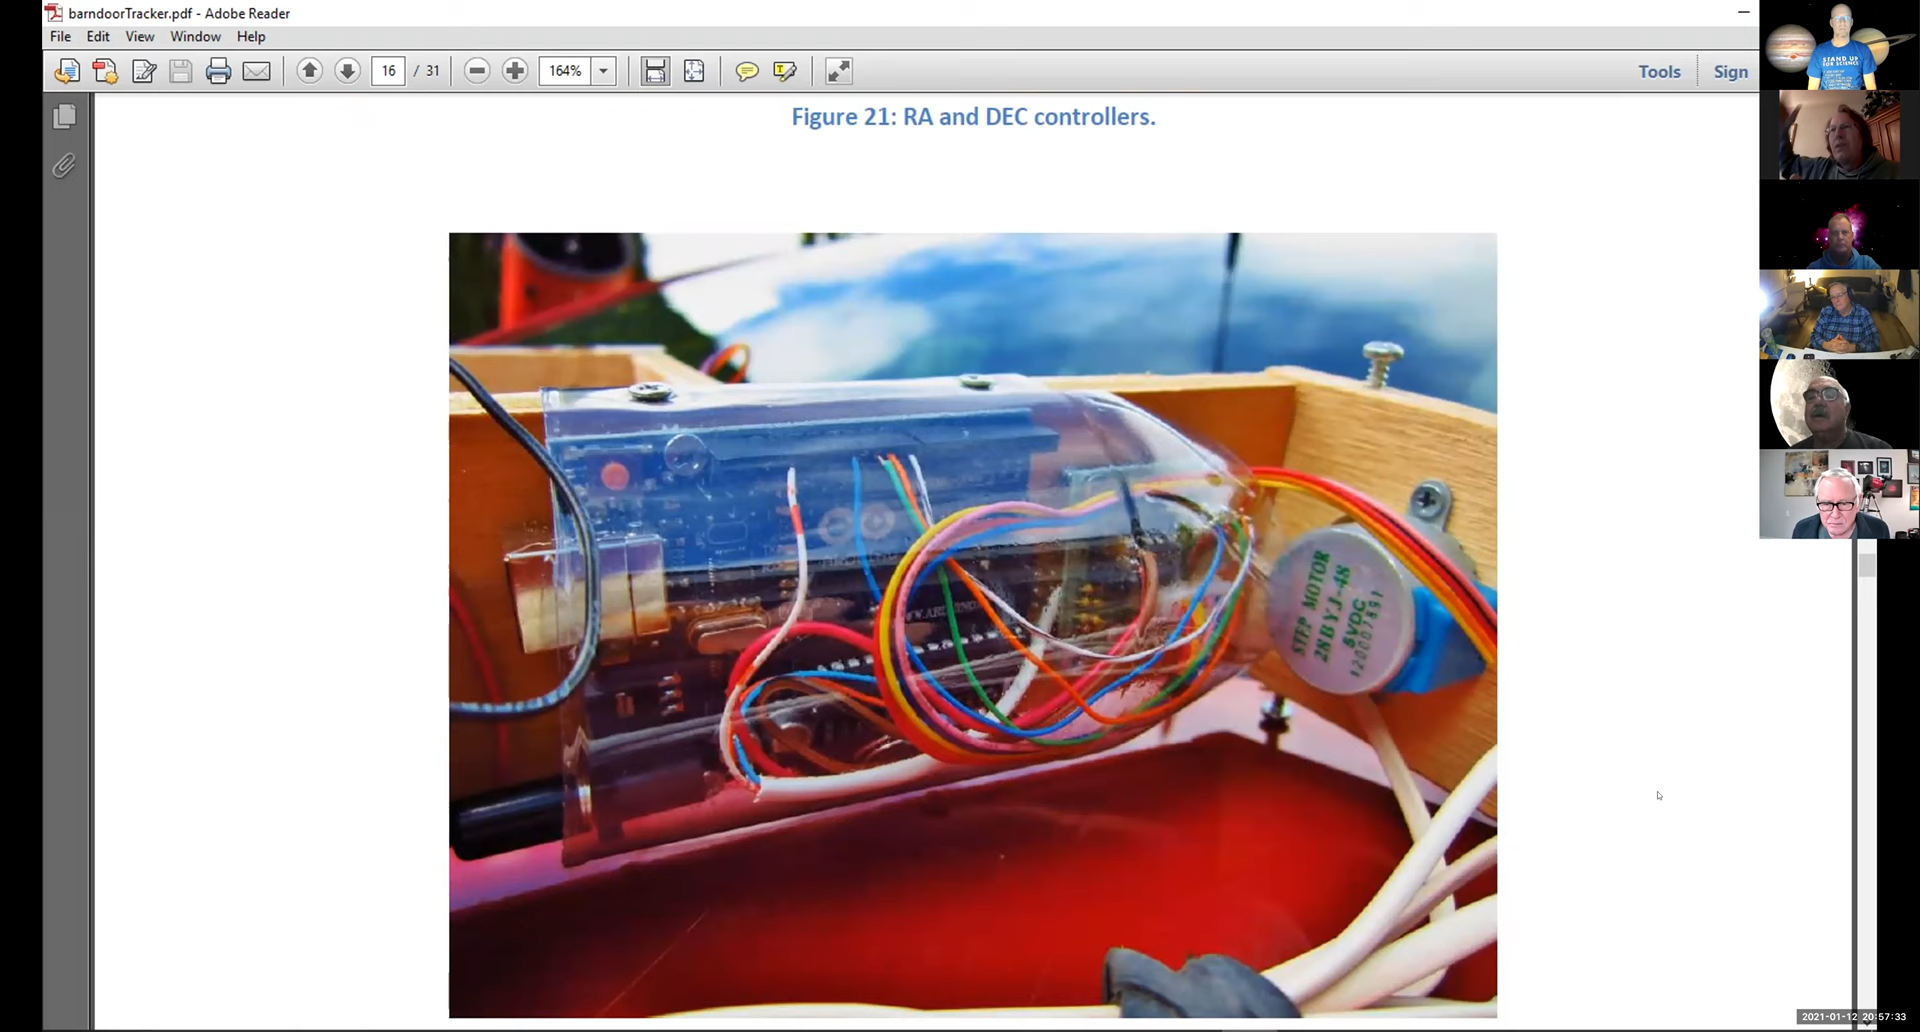 barndoorTracker.pdf - Adobe Reader
File Edit View Window Help
16 / 31
164%
Tools Sign
Figure 21: RA and DEC controllers.
STEP MOTOR
28BYJ-48
5VDC
STAND UP
FOR SCIENCE
2021-01-12 20:57:33